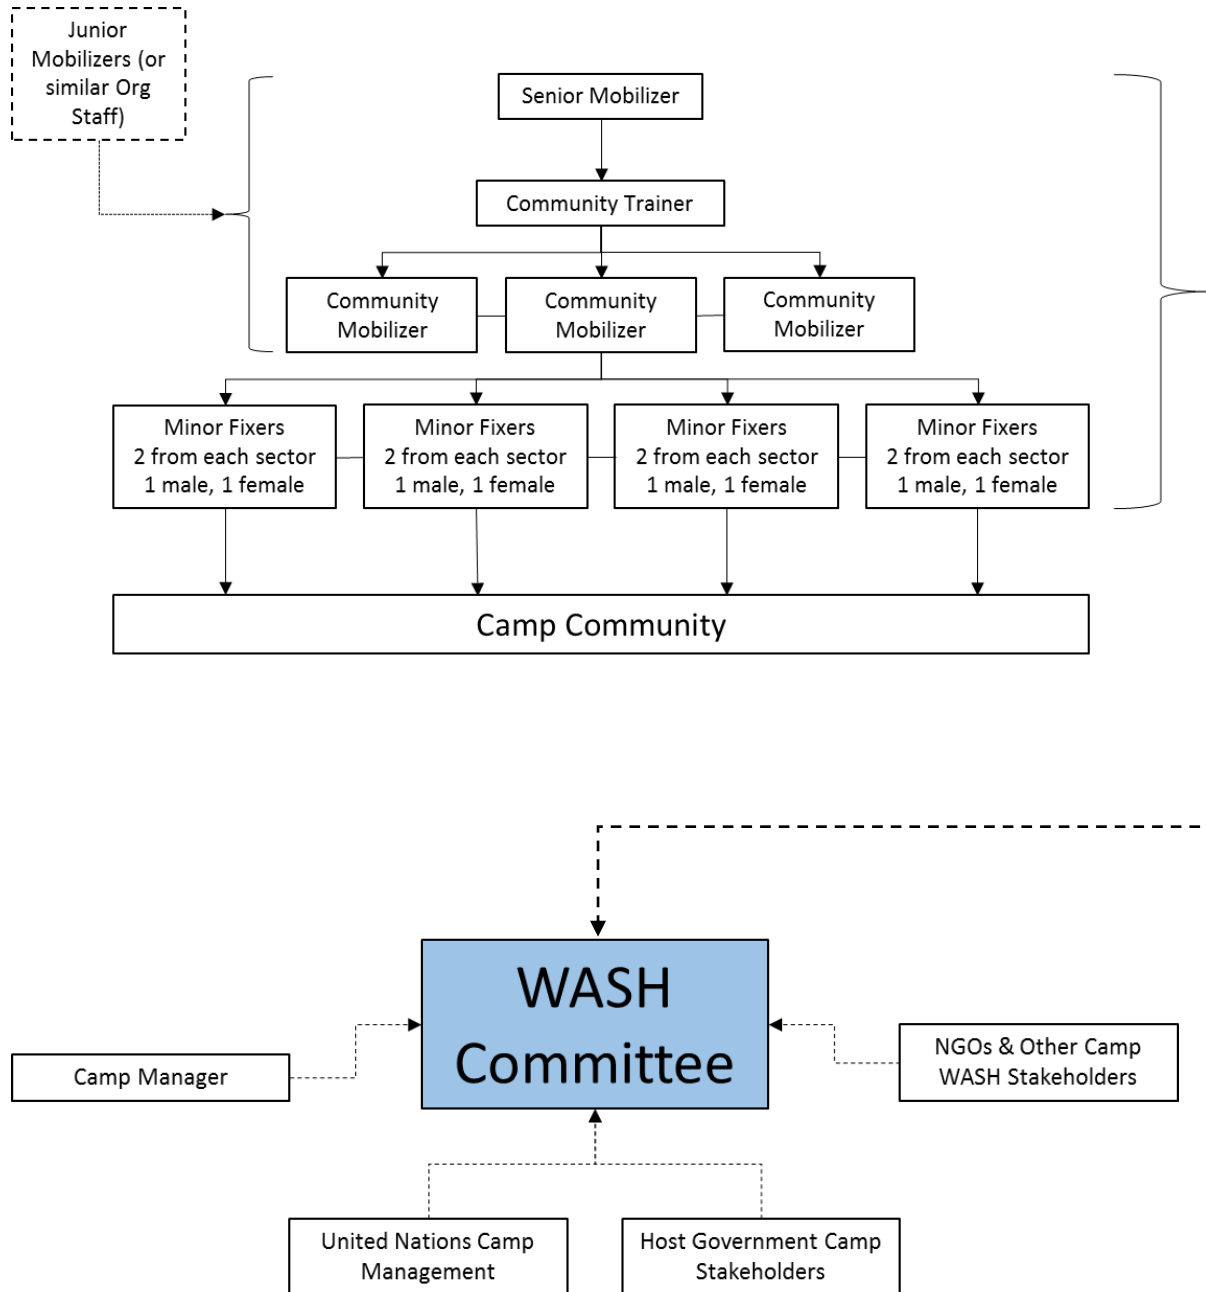 Junior
Mobilizers (or
similar Org
Staff)
Senior Mobilizer
Community Trainer
Community
Mobilizer
Community
Mobilizer
Community
Mobilizer
Minor Fixers
2 from each sector
1 male, 1 female
Minor Fixers
2 from each sector
1 male, 1 female
Minor Fixers
2 from each sector
1 male, 1 female
Minor Fixers
2 from each sector
1 male, 1 female
Camp Community
WASH
Committee
Camp Manager
NGOs & Other Camp
WASH Stakeholders
United Nations Camp
Management
Host Government Camp
Stakeholders